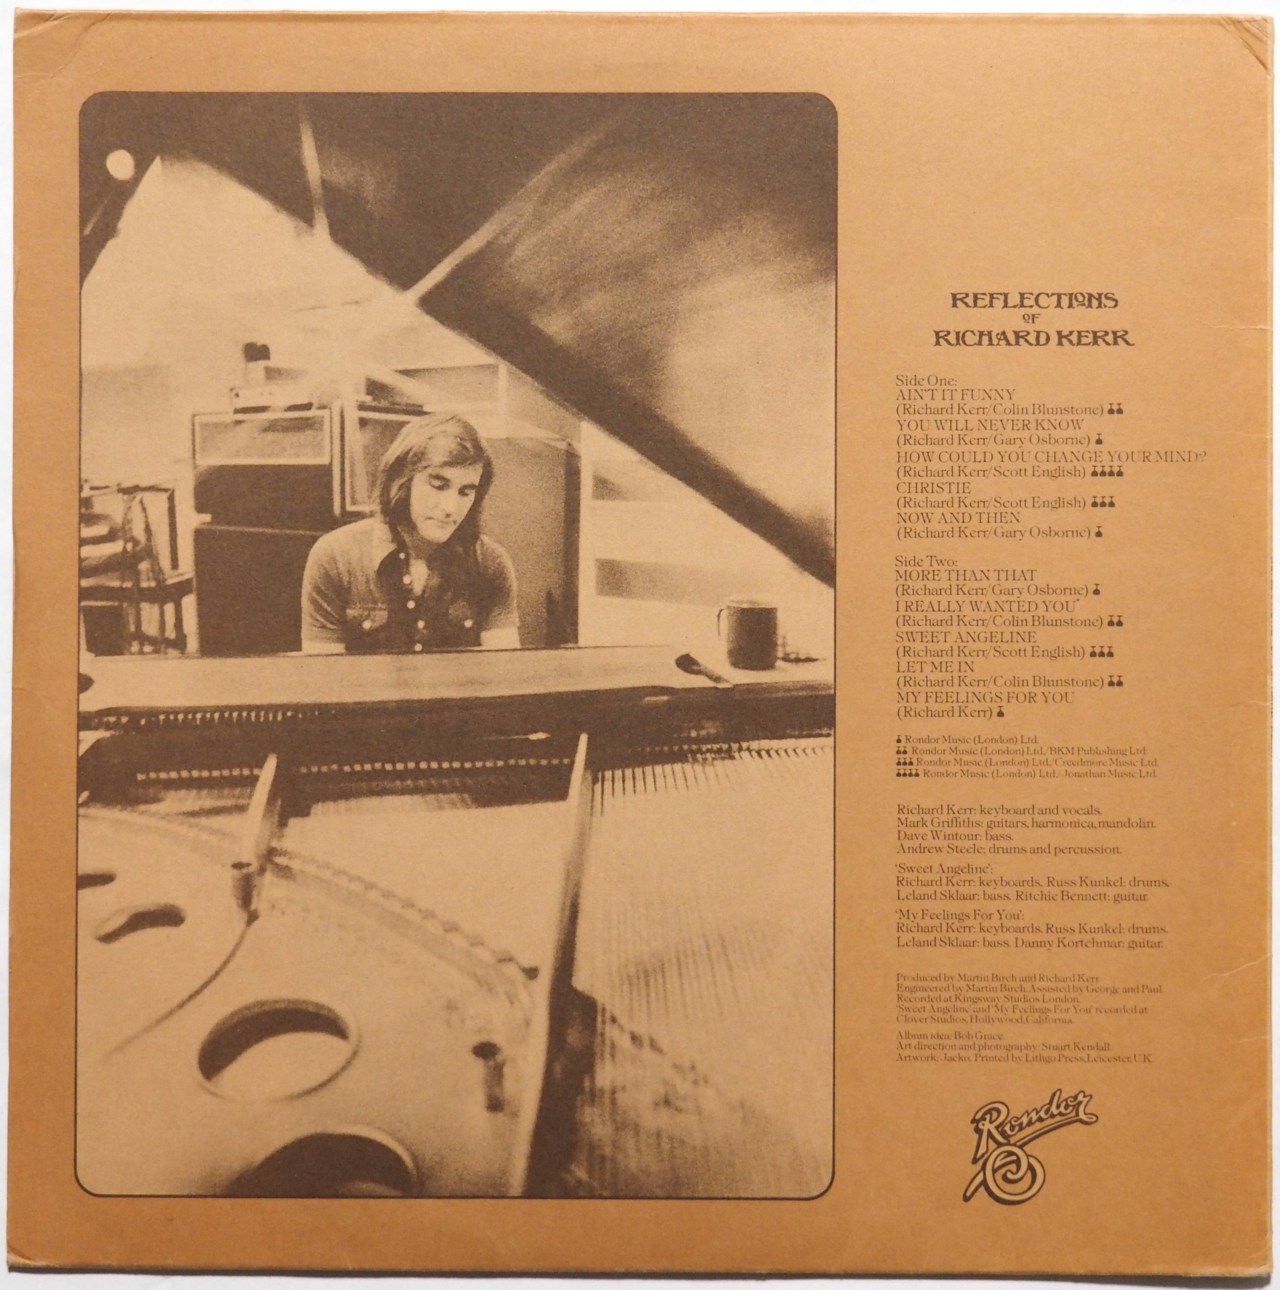 REFLECTIONS
OF
RICHARD KERR
Side One:
AIN'T IT FUNNY
(Richard Kerr/Colin Blunstone)
YOU WILL NEVER KNOW
(Richard Kerr/Gary Osborne)
HOW COULD YOU CHANGE YOUR MIND?
(Richard Kerr/Scott English)
CHRISTIE
(Richard Kerr/Scott English)
NOW AND THEN
(Richard Kerr/Gary Osborne)
Side Two:
MORE THAN THAT
(Richard Kerr/Gary Osborne)
I REALLY WANTED YOU
(Richard Kerr/Colin Blunstone)
SWEET ANGELINE
(Richard Kerr/Scott English)
LET ME IN
(Richard Kerr/Colin Blunstone)
MY FEELINGS FOR YOU
(Richard Kerr)
Rondor Music (London) Ltd.
Rondor Music (London) Ltd./BKM Publishing Ltd.
Rondor Music (London) Ltd./Creedmore Music Ltd.
Rondor Music (London) Ltd./Jonathan Music Ltd.
Richard Kerr: keyboard and vocals.
Mark Griffiths: guitars, harmonica, mandolin.
Dave Wintour: bass.
Andrew Steele: drums and percussion.
'Sweet Angeline':
Richard Kerr: keyboards. Russ Kunkel: drums.
Leland Sklaar: bass. Ritchie Bennett: guitar.
'My Feelings For You':
Richard Kerr: keyboards. Russ Kunkel: drums.
Leland Sklaar: bass. Danny Kortchmar: guitar.
Produced by Martin Birch and Richard Kerr
Engineered by Martin Birch. Assisted by George and Paul.
Recorded at Kingsway Studios London.
'Sweet Angeline' and 'My Feelings For You' recorded at
Clover Studios, Hollywood, California.
Album idea: Bob Grace.
Art direction and photography: Stuart Kendall.
Artwork: Jacko. Printed by Lithgo Press, Leicester, U.K.
Rondor